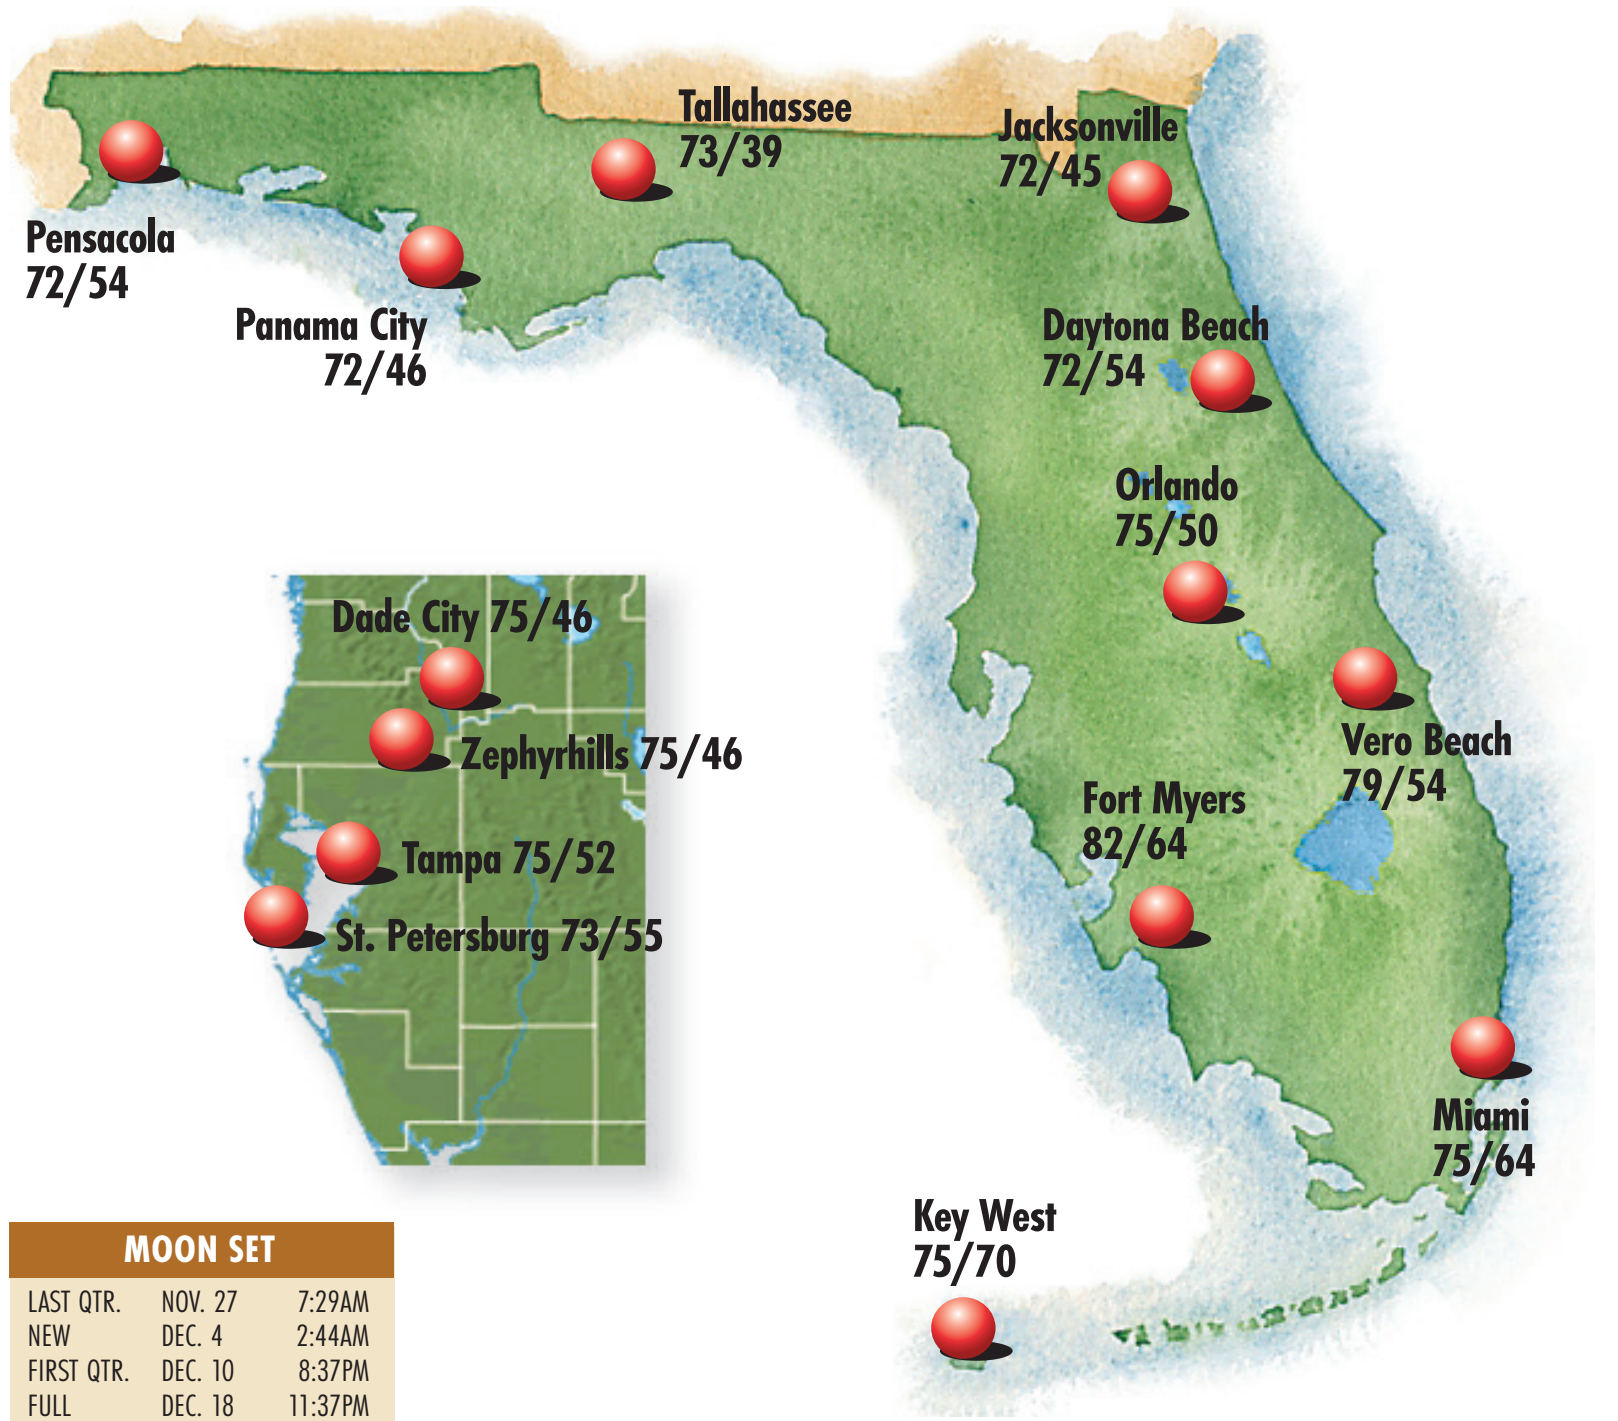 Tallahassee
73/39
Jacksonville
72/45
Pensacola
72/54
Panama City
72/46
Daytona Beach
72/54
Orlando
75/50
Dade City 75/46
Zephyrhills 75/46
Vero Beach
79/54
Fort Myers
82/64
Tampa 75/52
St. Petersburg 73/55
Miami
75/64
Key West
75/70
MOON SET
LAST QTR. NOV. 27 7:29AM
NEW DEC. 4 2:44AM
FIRST QTR. DEC. 10 8:37PM
FULL DEC. 18 11:37PM